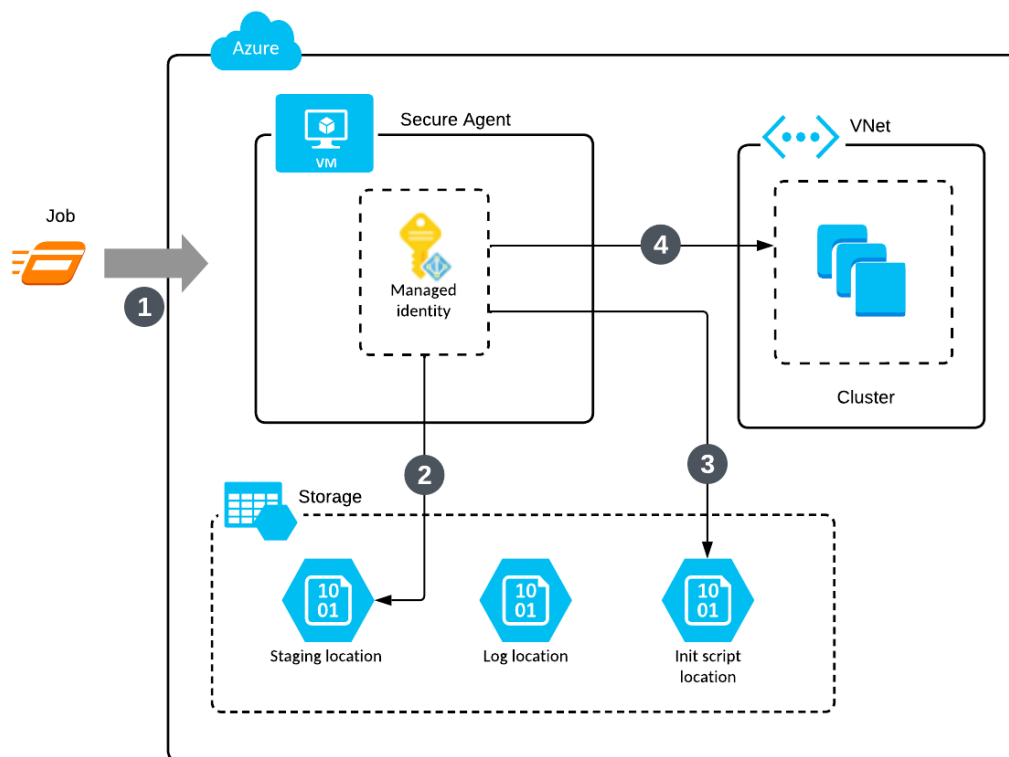 Azure
Secure Agent
VM
VNet
Job
1
Managed
identity
4
Cluster
2
3
Storage
10
01
10
01
10
01
Staging location
Log location
Init script
location